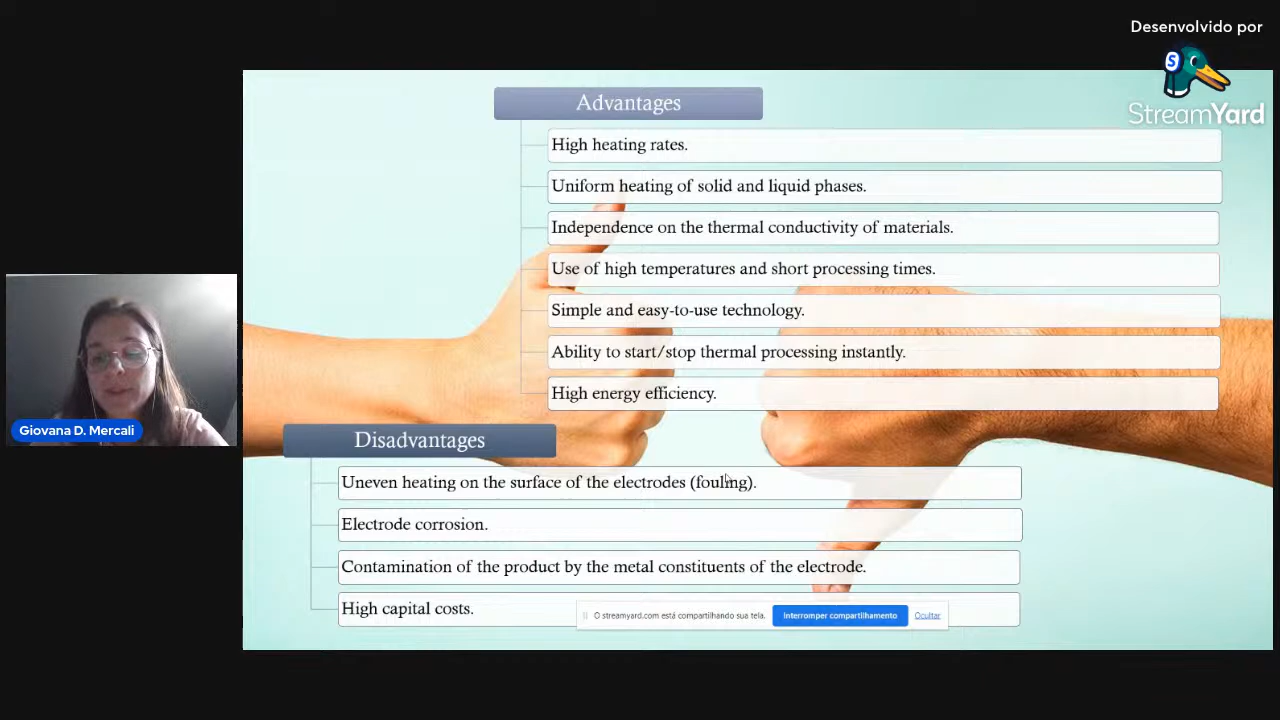 Desenvolvido por
StreamYard
Advantages
High heating rates.
Uniform heating of solid and liquid phases.
Independence on the thermal conductivity of materials.
Use of high temperatures and short processing times.
Simple and easy-to-use technology.
Ability to start/stop thermal processing instantly.
High energy efficiency.
Giovana D. Mercali
Disadvantages
Uneven heating on the surface of the electrodes (fouling).
Electrode corrosion.
Contamination of the product by the metal constituents of the electrode.
High capital costs.
O streamyard.com está compartilhando sua tela. Interromper compartilhamento Ocultar